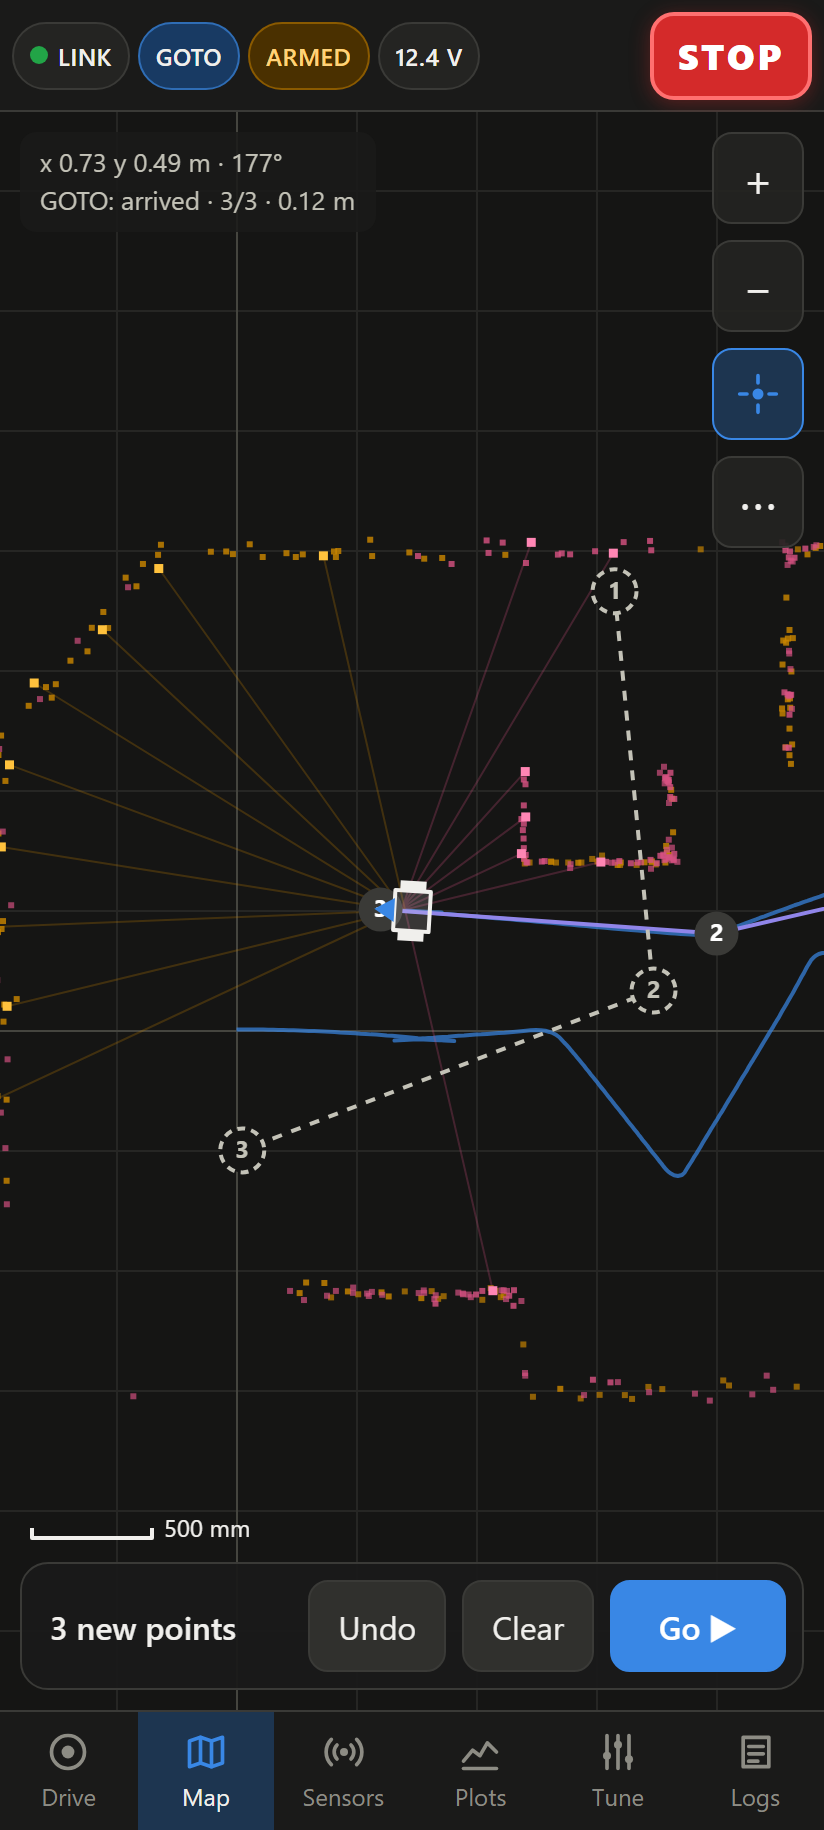 LINK
GOTO
ARMED
12.4 V
STOP
x 0.73 y 0.49 m · 177°
GOTO: arrived · 3/3 · 0.12 m
+
−
...
1
3
2
2
3
500 mm
3 new points
Undo
Clear
Go ▶
Drive
Map
Sensors
Plots
Tune
Logs